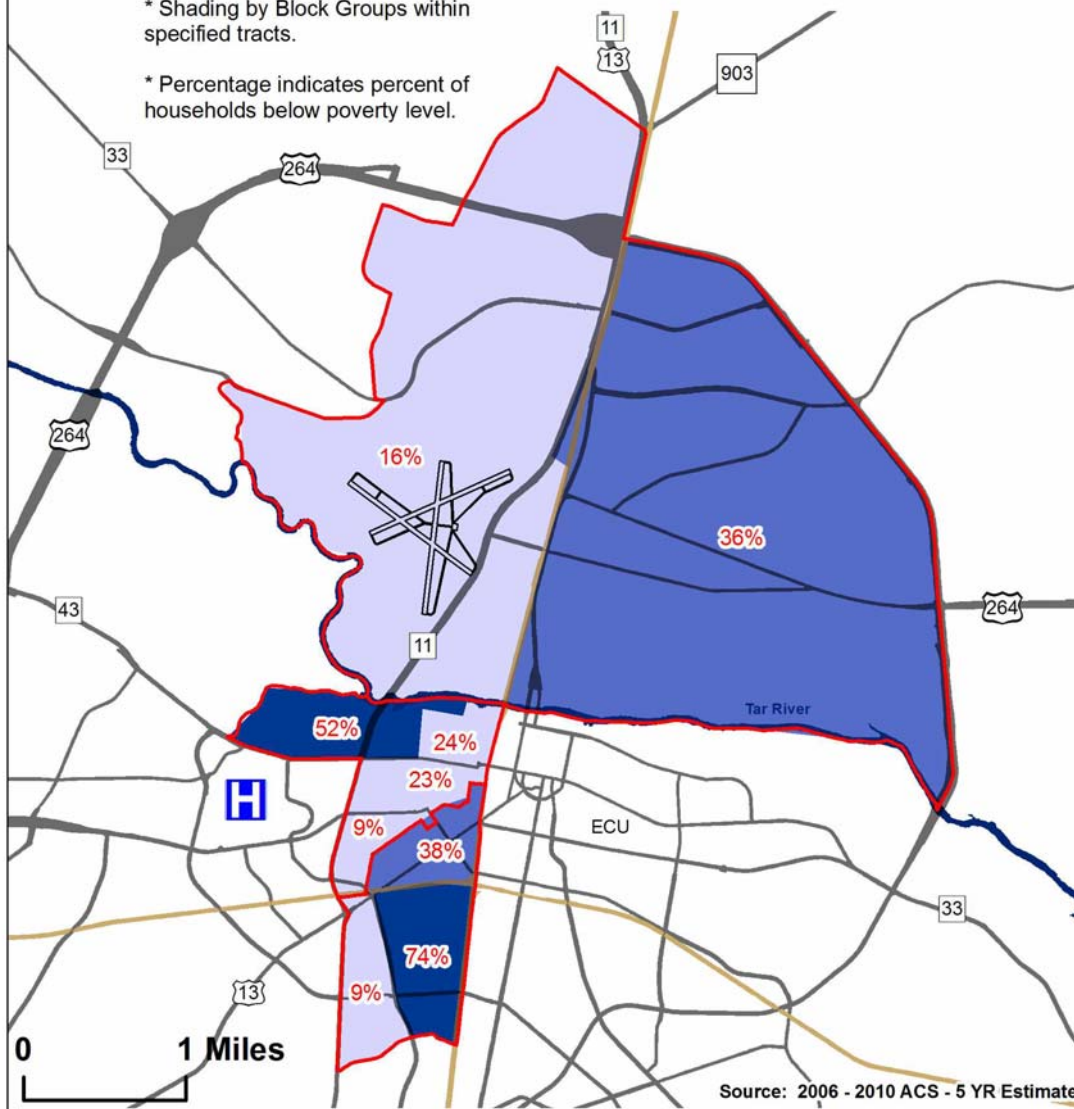 * Shading by Block Groups within
specified tracts.
* Percentage indicates percent of
households below poverty level.
11
13
903
33
264
264
16%
36%
43
264
11
Tar River
52%
24%
23%
H
9%
ECU
38%
33
74%
13
9%
0 1 Miles
Source: 2006 - 2010 ACS - 5 YR Estimate